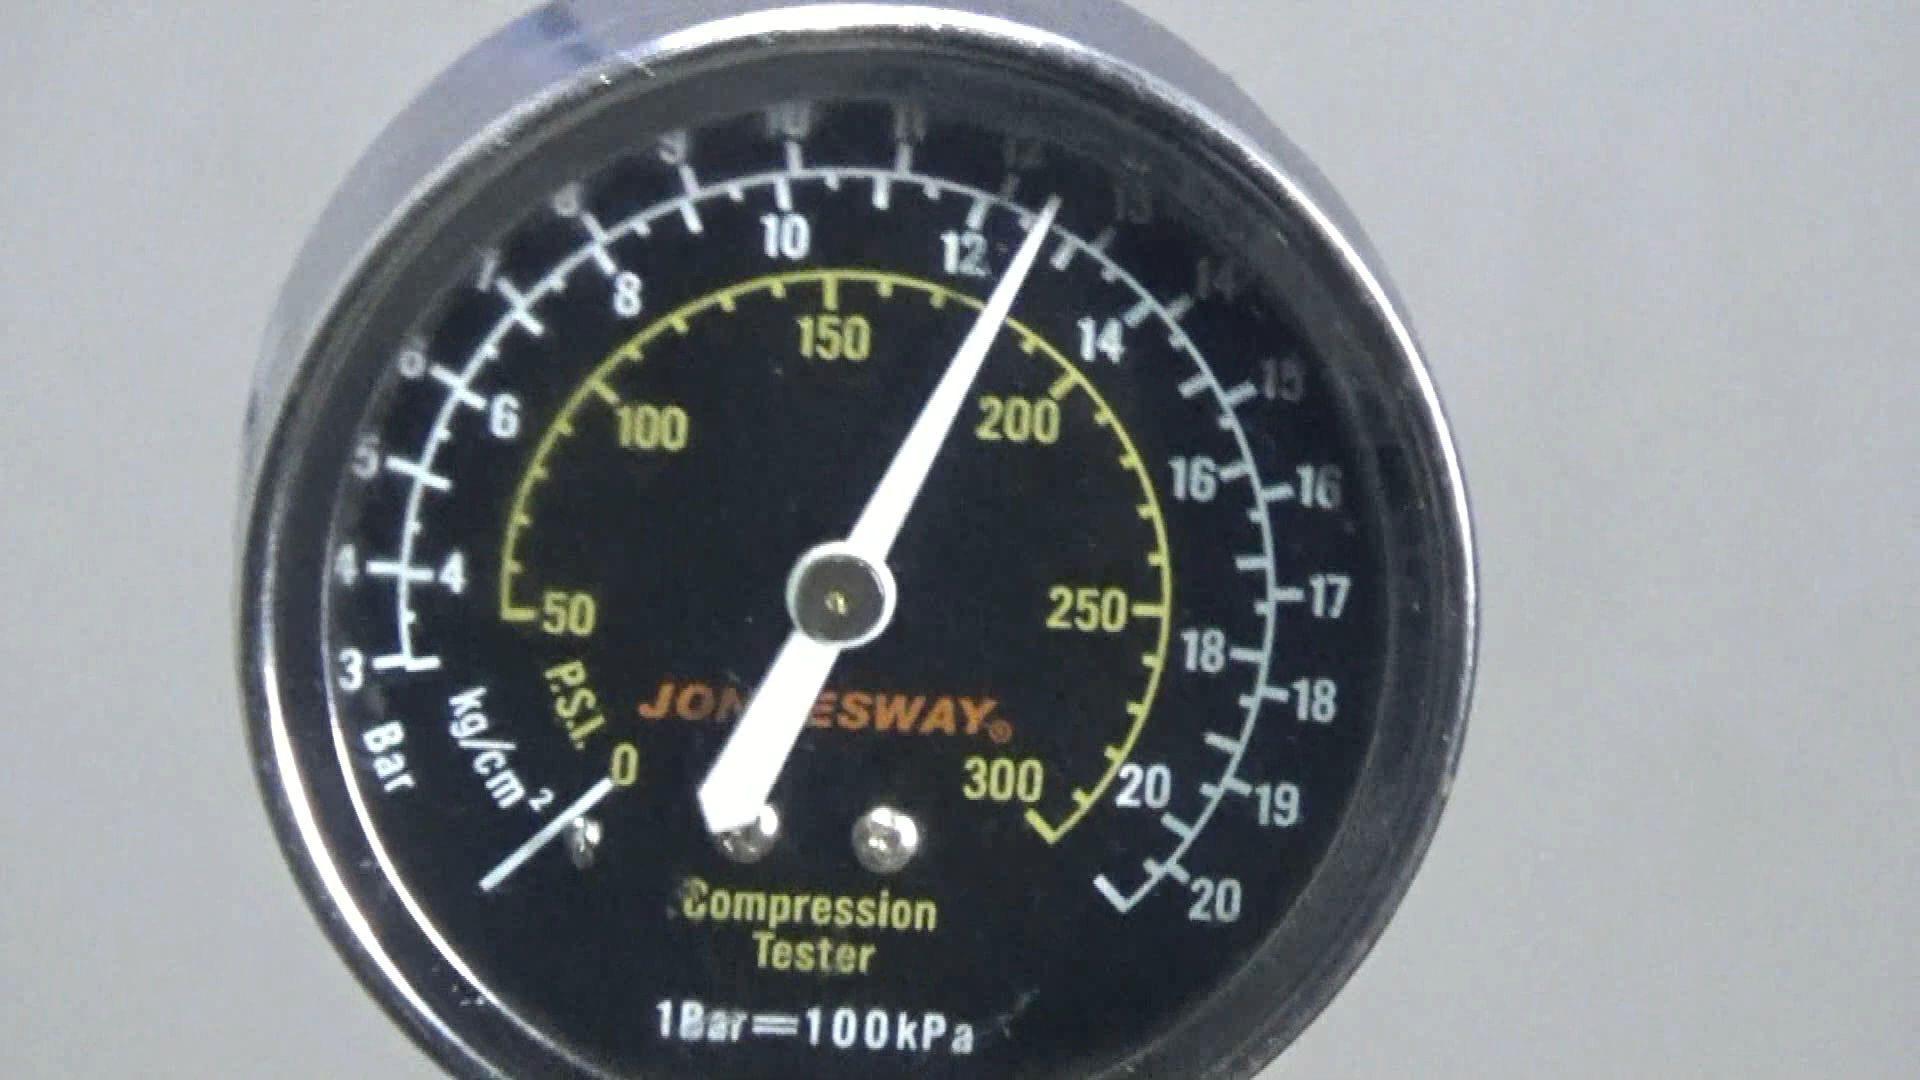 9 10 11 12 13 14 15 16 17 18 19 20
8 7 6 5 4 3
Bar
4 6 8 10 12 14 16 18 20
kg/cm²
50 100 150 200 250 300
P.S.I.
0
JONNESWAY®
Compression
Tester
1Bar=100kPa